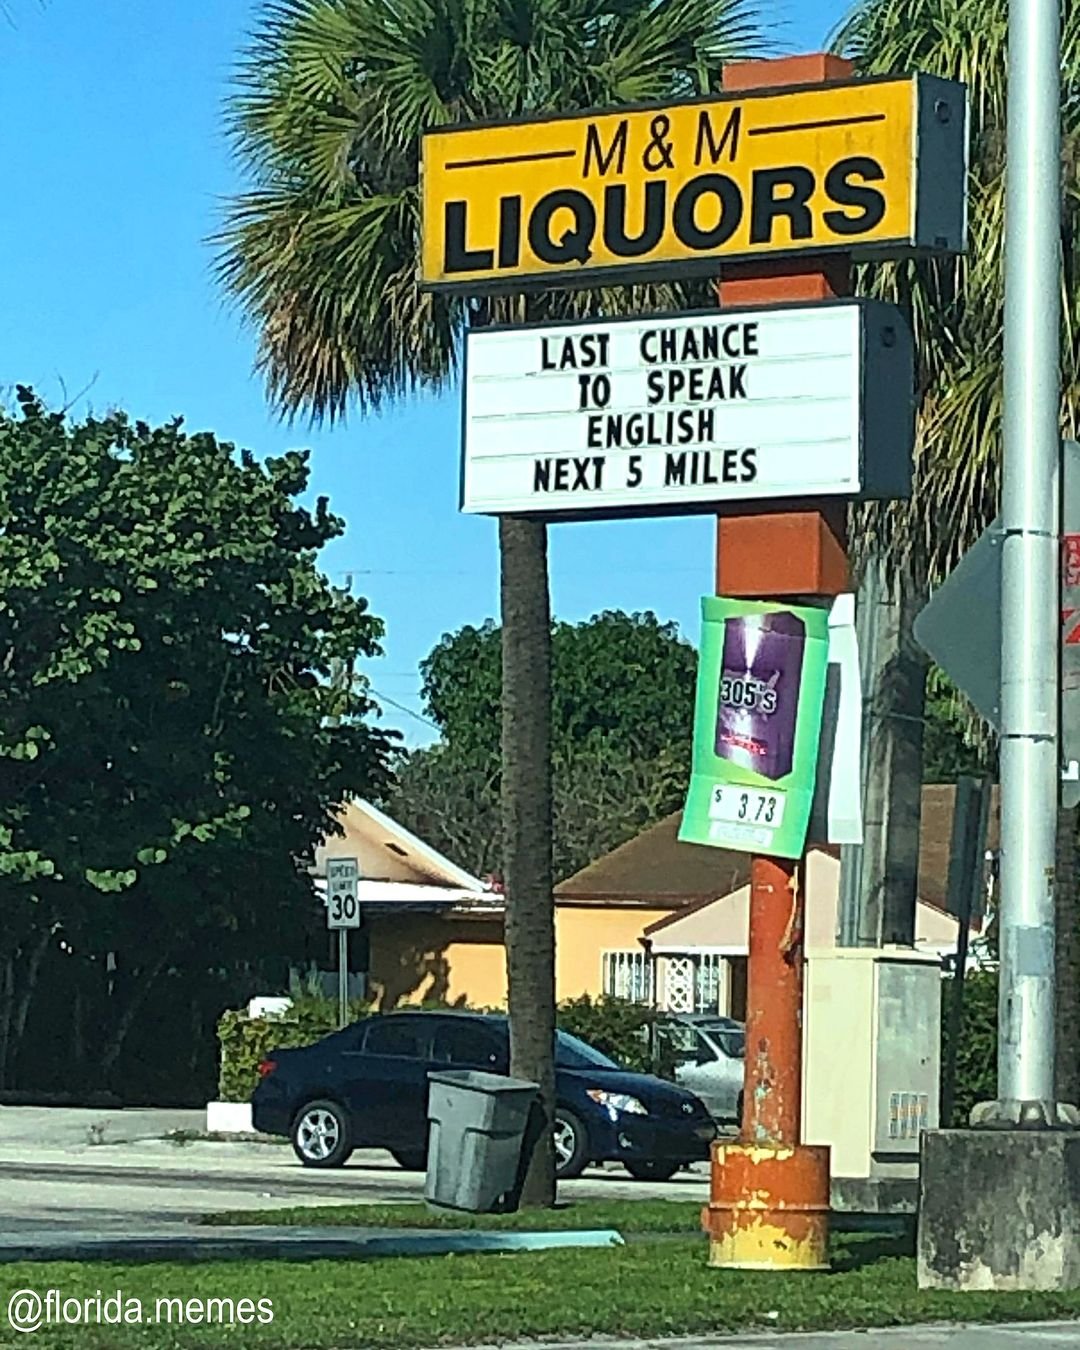 M & M
LIQUORS
LAST CHANCE
TO SPEAK
ENGLISH
NEXT 5 MILES
305's
$ 3.73
SPEED
LIMIT
30
@florida.memes